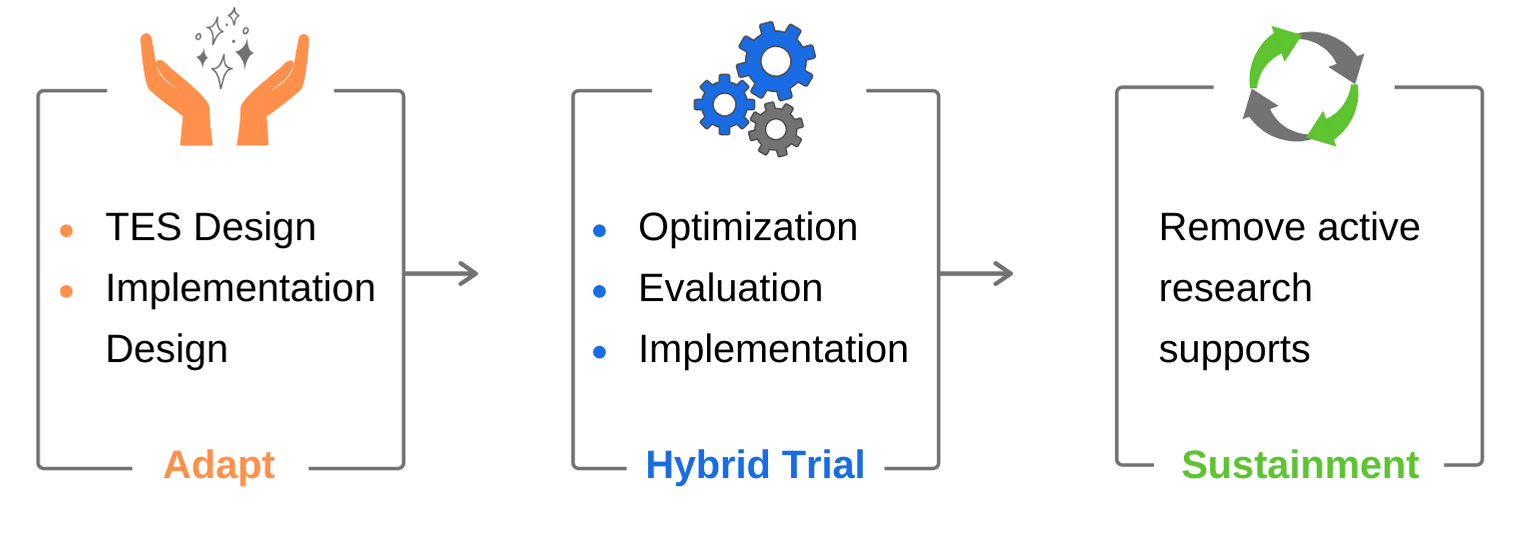 TES Design
Implementation
Design
Adapt
Optimization
Evaluation
Implementation
Hybrid Trial
Remove active
research
supports
Sustainment